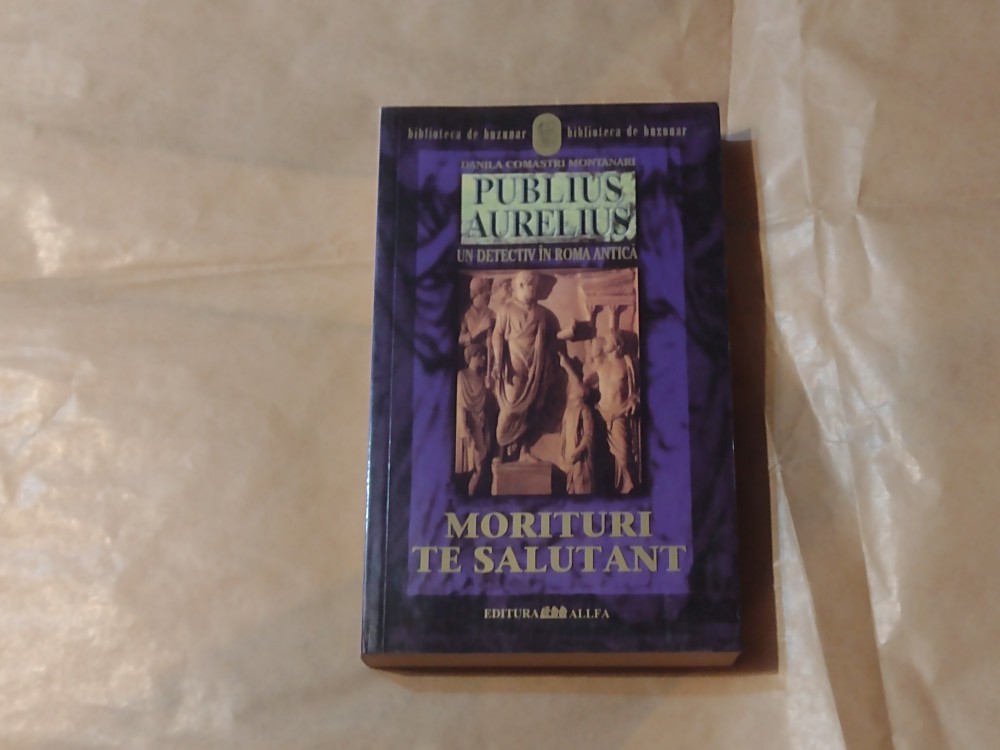 biblioteca de buzunar biblioteca de buzunar
DANILA COMASTRI MONTANARI
PUBLIUS
AURELIUS
UN DETECTIV ÎN ROMA ANTICĂ
MORITURI
TE SALUTANT
EDITURA ALLFA